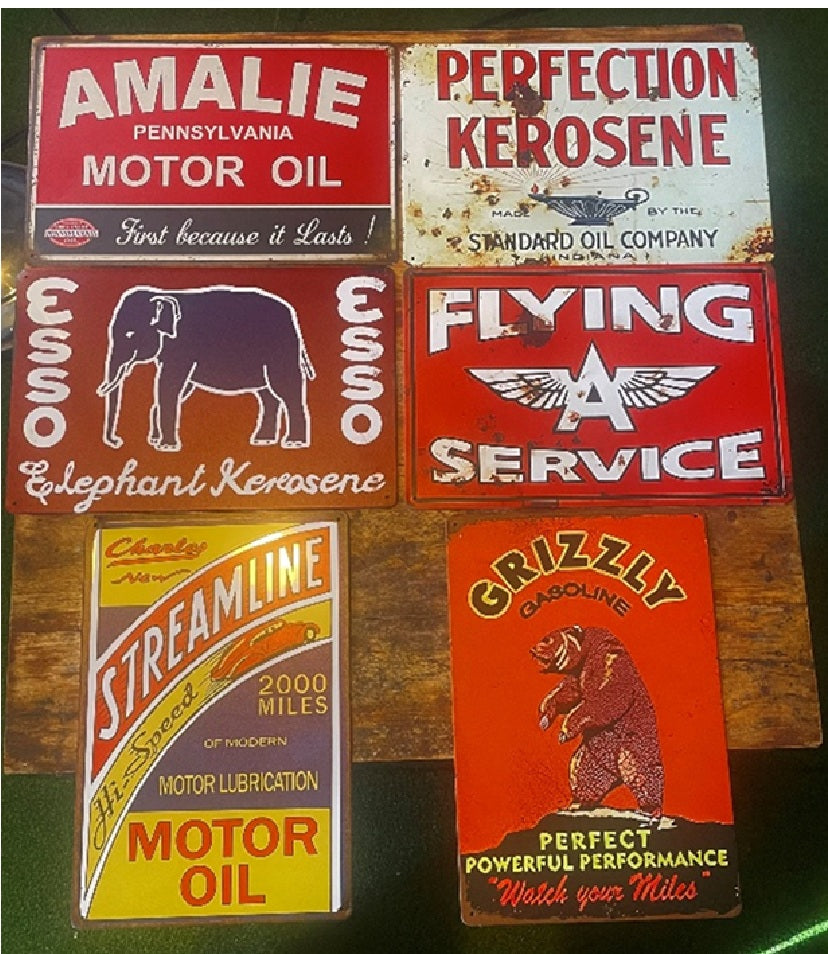 AMALIE
PENNSYLVANIA
MOTOR OIL
First because it Lasts!
PERFECTION
KEROSENE
MADE BY THE
STANDARD OIL COMPANY
INDIANA
ESSO
ESSO
Elephant Kerosene
FLYING
A
SERVICE
Charley
New
STREAMLINE
Hi-Speed
2000
MILES
OF MODERN
MOTOR LUBRICATION
MOTOR
OIL
GRIZZLY
GASOLINE
PERFECT
POWERFUL PERFORMANCE
"Watch your Miles"